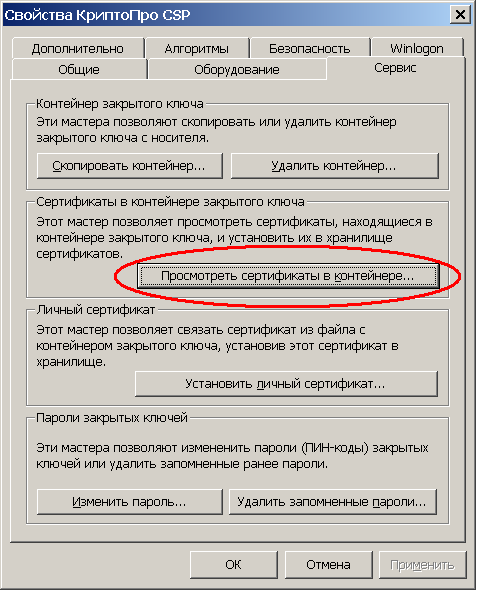 Свойства КриптоПро CSP
Дополнительно Алгоритмы Безопасность Winlogon
Общие Оборудование Сервис
Контейнер закрытого ключа
Эти мастера позволяют скопировать или удалить контейнер
закрытого ключа с носителя.
Скопировать контейнер... Удалить контейнер...
Сертификаты в контейнере закрытого ключа
Этот мастер позволяет просмотреть сертификаты, находящиеся в
контейнере закрытого ключа, и установить их в хранилище
сертификатов.
Просмотреть сертификаты в контейнере...
Личный сертификат
Этот мастер позволяет связать сертификат из файла с
контейнером закрытого ключа, установив этот сертификат в
хранилище.
Установить личный сертификат...
Пароли закрытых ключей
Эти мастера позволяют измененить пароли (ПИН-коды) закрытых
ключей или удалить запомненные ранее пароли.
Изменить пароль... Удалить запомненные пароли...
ОК Отмена Применить